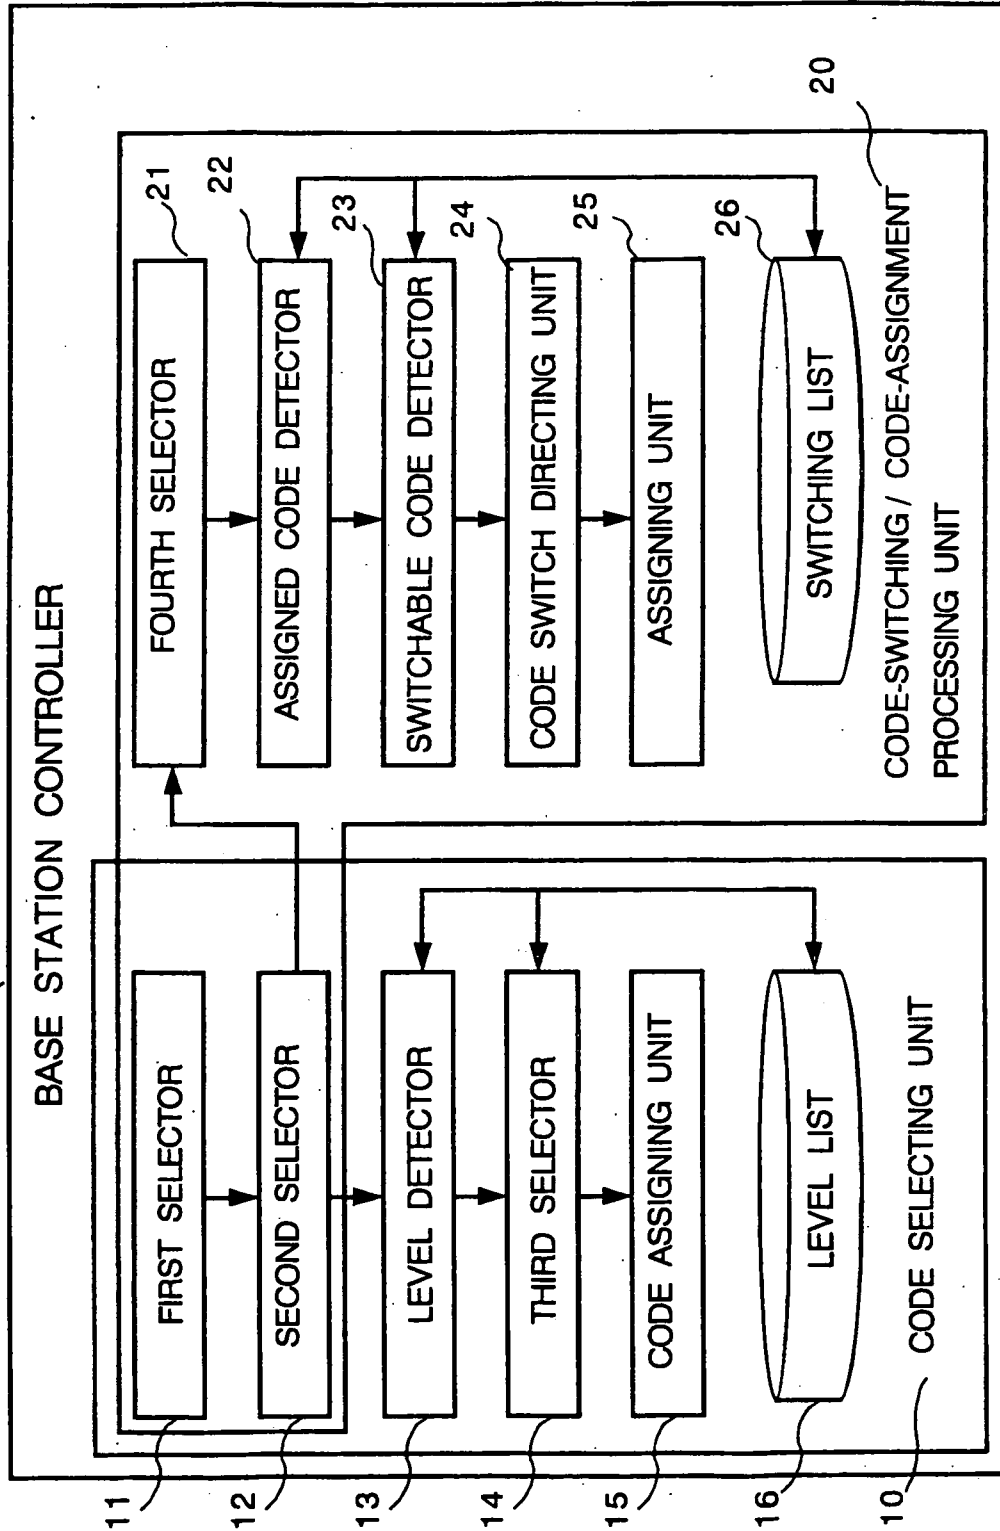 BASE STATION CONTROLLER
11
FIRST SELECTOR
12
SECOND SELECTOR
13
LEVEL DETECTOR
14
THIRD SELECTOR
15
CODE ASSIGNING UNIT
16
LEVEL LIST
10
CODE SELECTING UNIT
FOURTH SELECTOR
21
ASSIGNED CODE DETECTOR
22
SWITCHABLE CODE DETECTOR
23
CODE SWITCH DIRECTING UNIT
24
ASSIGNING UNIT
25
SWITCHING LIST
26
CODE-SWITCHING / CODE-ASSIGNMENT
PROCESSING UNIT
20